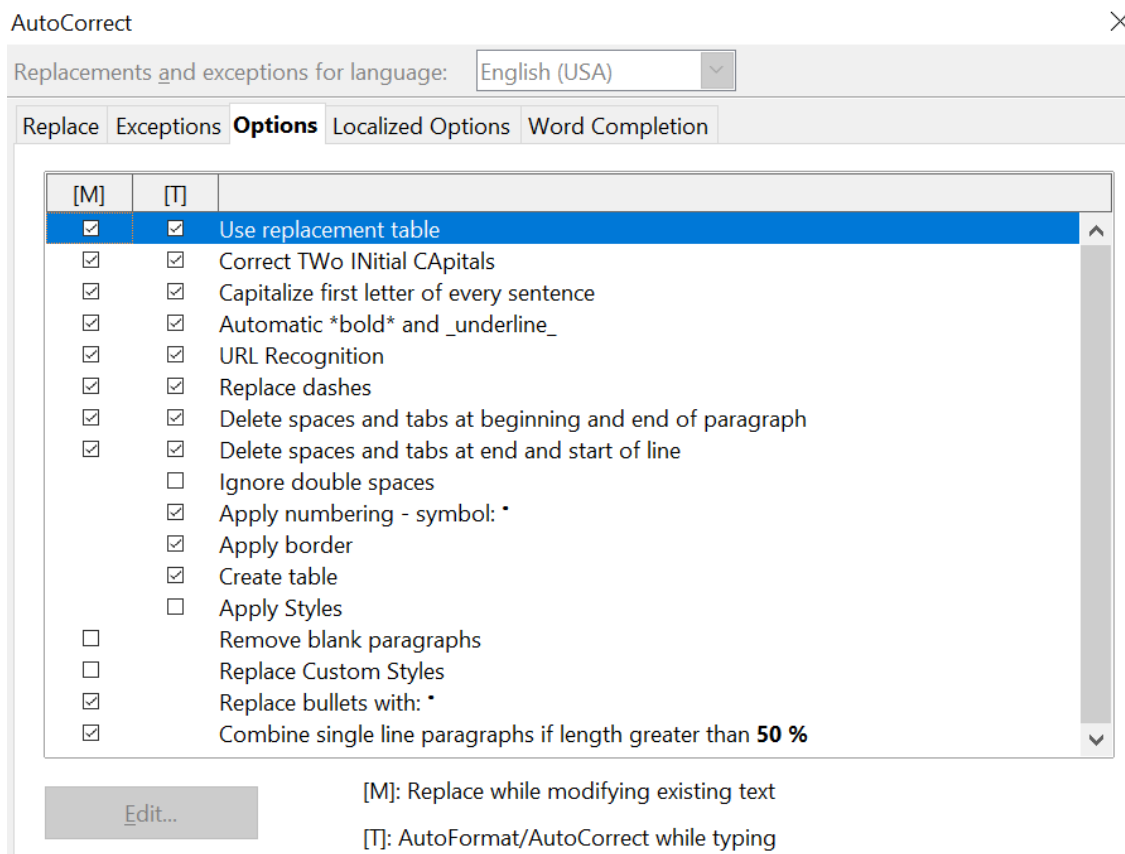 AutoCorrect
Replacements and exceptions for language: English (USA)
Replace Exceptions Options Localized Options Word Completion
[M] [T]
Use replacement table
Correct TWo INitial CApitals
Capitalize first letter of every sentence
Automatic *bold* and _underline_
URL Recognition
Replace dashes
Delete spaces and tabs at beginning and end of paragraph
Delete spaces and tabs at end and start of line
Ignore double spaces
Apply numbering - symbol: •
Apply border
Create table
Apply Styles
Remove blank paragraphs
Replace Custom Styles
Replace bullets with: •
Combine single line paragraphs if length greater than 50 %
[M]: Replace while modifying existing text
Edit...
[T]: AutoFormat/AutoCorrect while typing